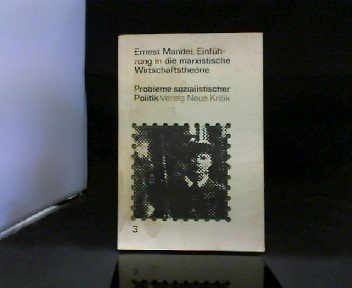 Ernest Mandel. Einfüh-
rung in die marxistische
Wirtschaftstheorie
Probleme sozialistischer
Politik Verlag Neue Kritik
3